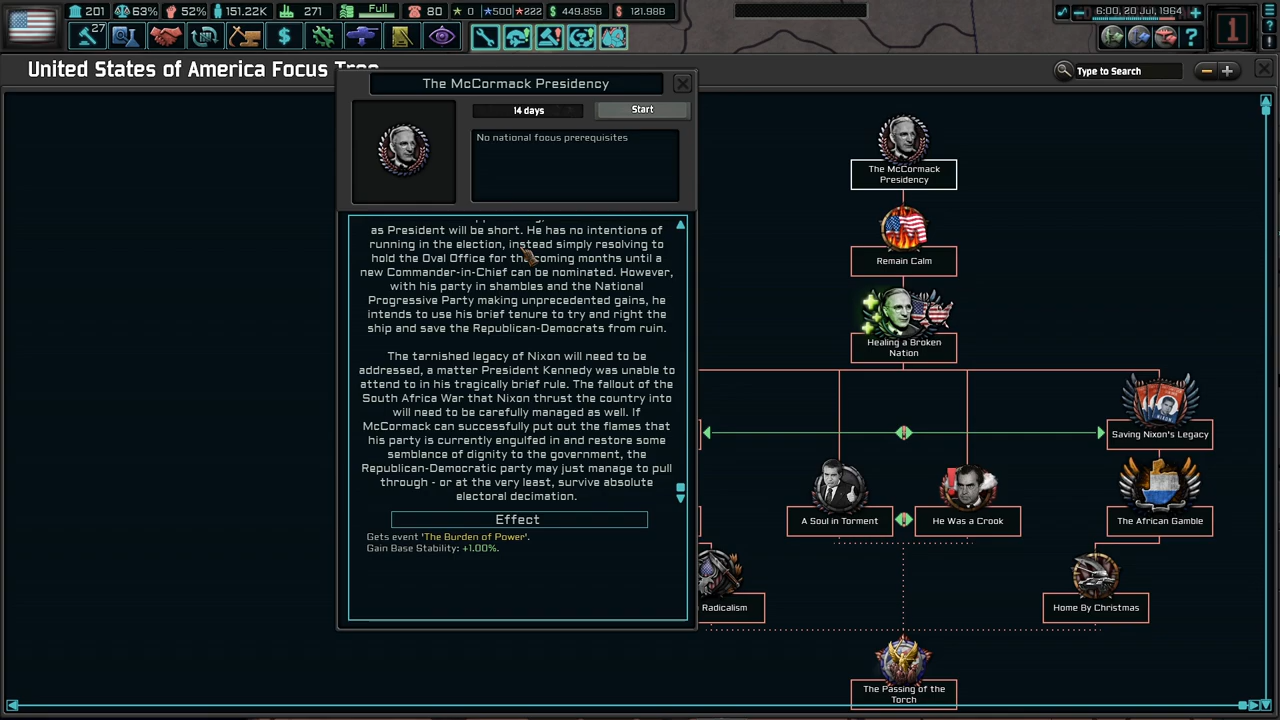 201
63%
52%
151.22K
271
Full
80
0
500
222
449.85B
121.98B
6:00, 20 Jul, 1964
27
1
United States of America Focus Tree
Type to Search
The McCormack Presidency
14 days
Start
No national focus prerequisites
as President will be short. He has no intentions of
running in the election, instead simply resolving to
hold the Oval Office for the coming months until a
new Commander-in-Chief can be nominated. However,
with his party in shambles and the National
Progressive Party making unprecedented gains, he
intends to use his brief tenure to try and right the
ship and save the Republican-Democrats from ruin.
The tarnished legacy of Nixon will need to be
addressed, a matter President Kennedy was unable to
attend to in his tragically brief rule. The fallout of the
South Africa War that Nixon thrust the country into
will need to be carefully managed as well. If
McCormack can successfully put out the flames that
his party is currently engulfed in and restore some
semblance of dignity to the government, the
Republican-Democratic party may just manage to pull
through - or at the very least, survive absolute
electoral decimation.
Effect
Gets event 'The Burden of Power'.
Gain Base Stability: +1.00%.
The McCormack
Presidency
Remain Calm
Healing a Broken
Nation
Saving Nixon's Legacy
A Soul in Torment
He Was a Crook
The African Gamble
Radicalism
Home By Christmas
The Passing of the
Torch